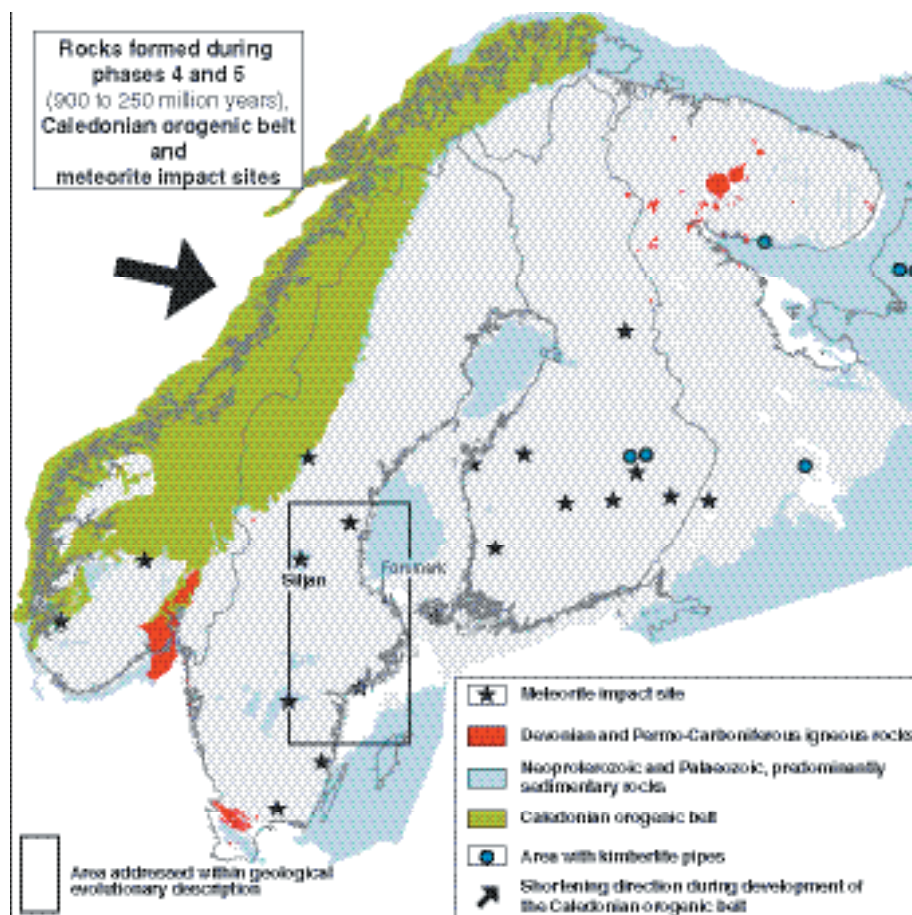 Rocks formed during
phases 4 and 5
(900 to 250 million years),
Caledonian orogenic belt
and
meteorite impact sites
Siljan
Forsmark
Meteorite impact site
Devonian and Permo-Carboniferous igneous rocks
Neoproterozoic and Palaeozoic, predominantly
sedimentary rocks
Caledonian orogenic belt
Area with kimberlite pipes
Shortening direction during development of
the Caledonian orogenic belt
Area addressed within geological
evolutionary description